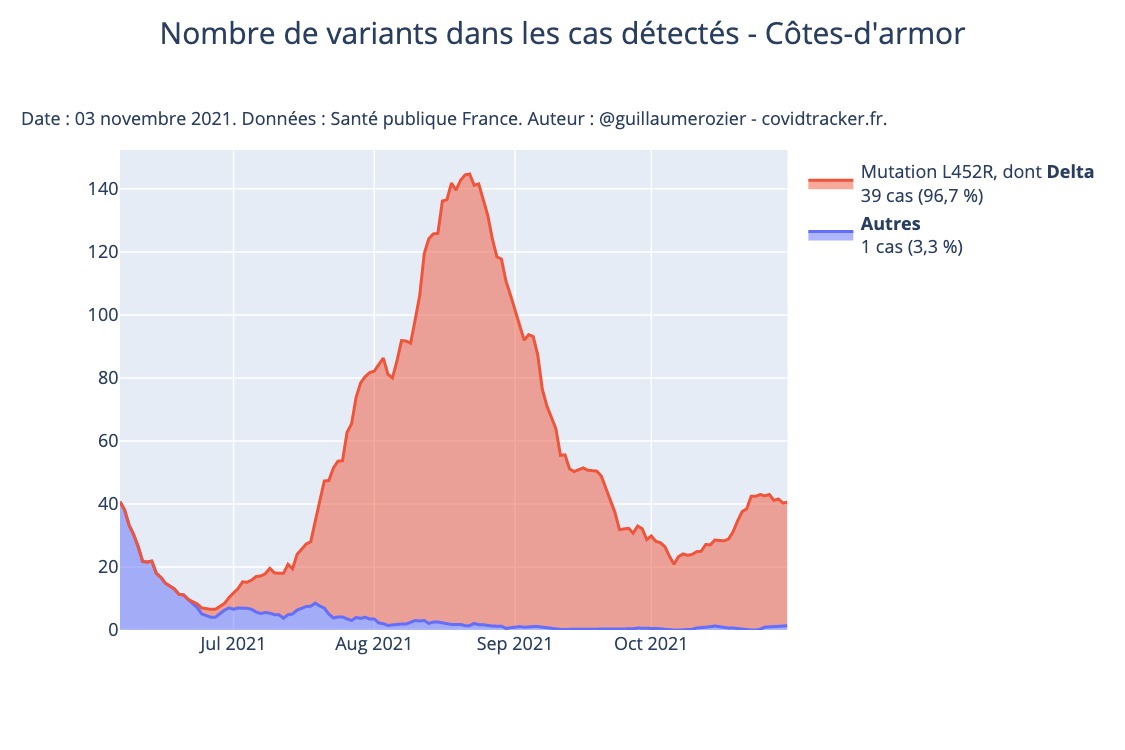 Nombre de variants dans les cas détectés - Côtes-d'armor
Date : 03 novembre 2021. Données : Santé publique France. Auteur : @guillaumerozier - covidtracker.fr.
140
120
100
80
60
40
20
0
Jul 2021
Aug 2021
Sep 2021
Oct 2021
Mutation L452R, dont Delta
39 cas (96,7 %)
Autres
1 cas (3,3 %)